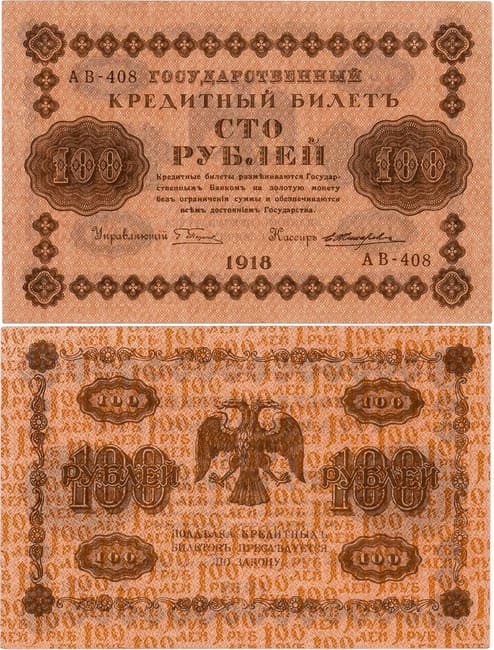 АВ-408 ГОСУДАРСТВЕННЫЙ
КРЕДИТНЫЙ БИЛЕТЪ
СТО
РУБЛЕЙ
100
100
Кредитные билеты размѣниваются Государ-
ственнымъ Банкомъ на золотую монету
безъ ограниченія суммы и обезпечиваются
всѣмъ достояніемъ Государства.
Управляющій
Кассиръ
1918
АВ-408
100
100
100
РУБЛЕЙ
100
РУБЛЕЙ
ПОДДѢЛКА КРЕДИТНЫХЪ
БИЛЕТОВЪ ПРЕСЛѢДУЕТСЯ
ПО ЗАКОНУ
100
100